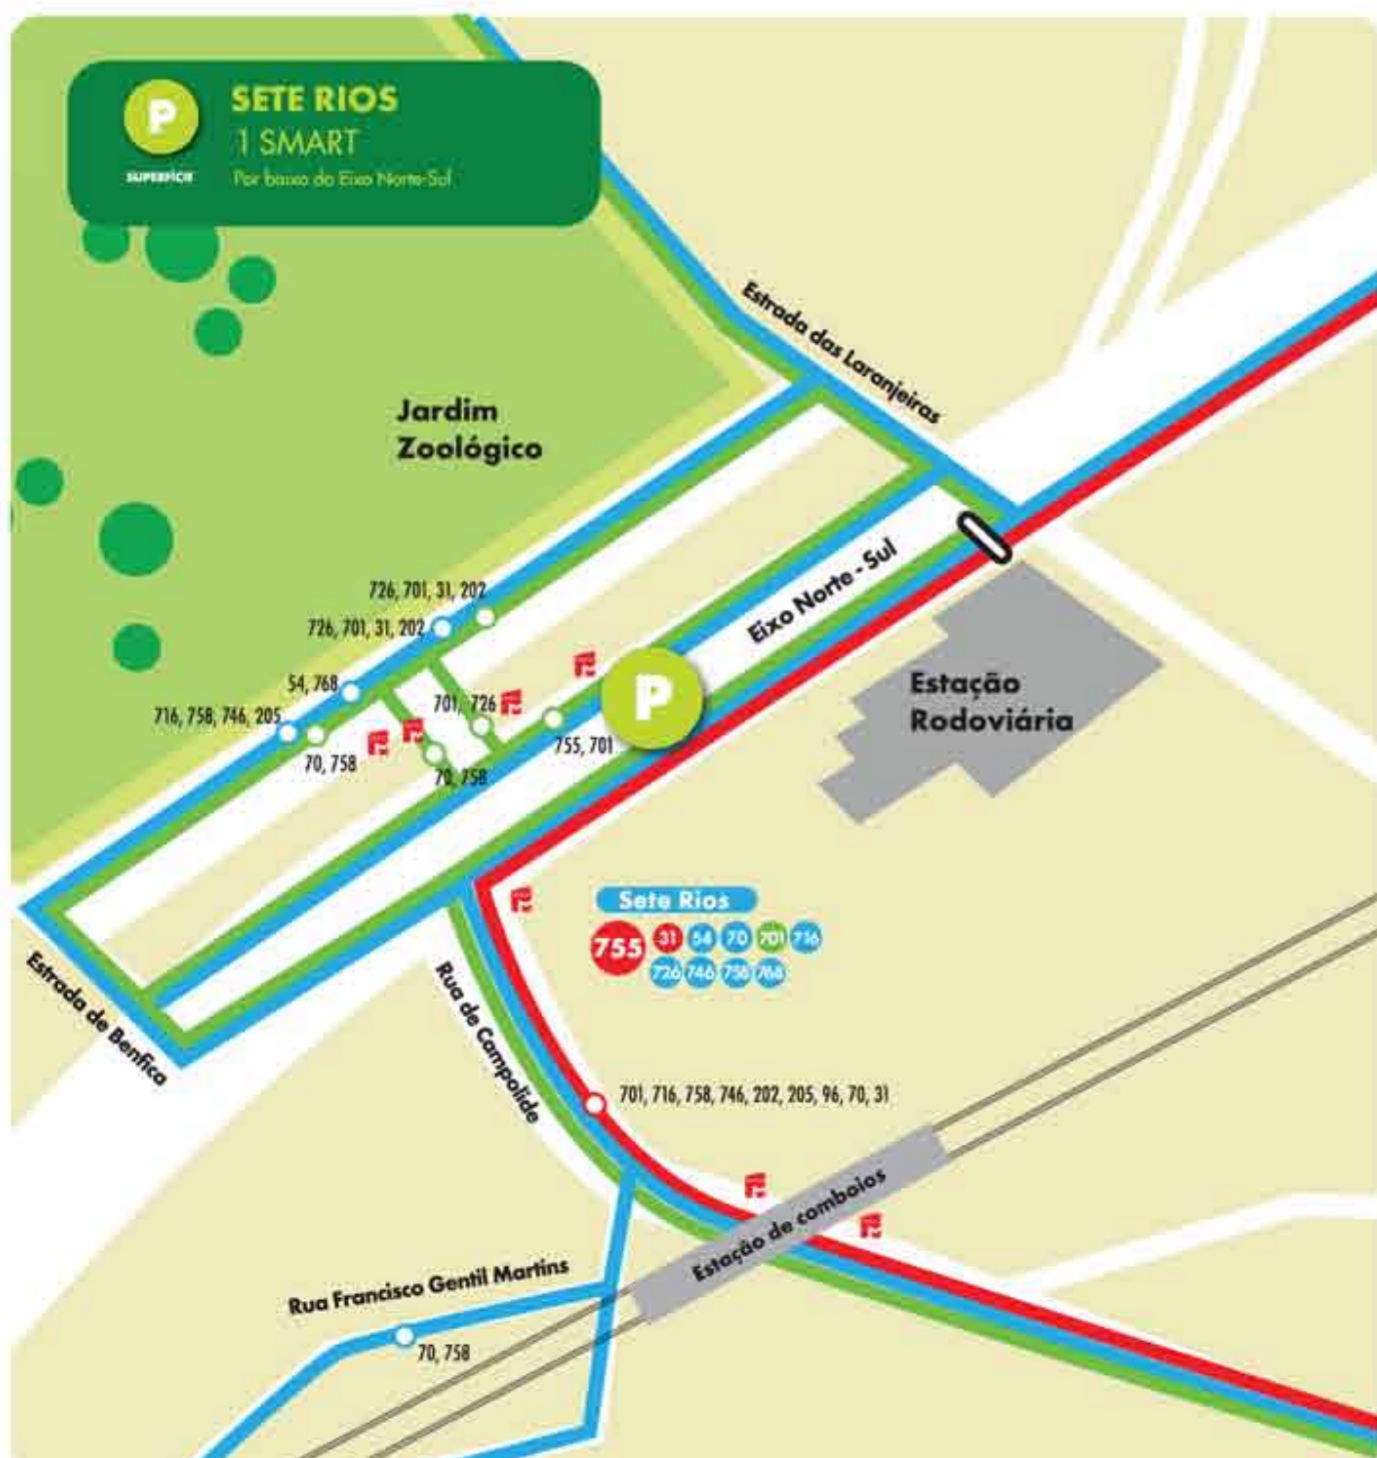 P
SUPERFÍCIE
SETE RIOS
1 SMART
Por baixo do Eixo Norte-Sul
Estrada das Laranjeiras
Jardim
Zoológico
Eixo Norte - Sul
726, 701, 31, 202
726, 701, 31, 202
54, 768
716, 758, 746, 205
70, 758
701, 726
70, 758
755, 701
P
Estação
Rodoviária
Sete Rios
755 31 54 70 701 716
726 746 758 768
Estrada de Benfica
Rua de Campolide
701, 716, 758, 746, 202, 205, 96, 70, 31
Estação de comboios
Rua Francisco Gentil Martins
70, 758